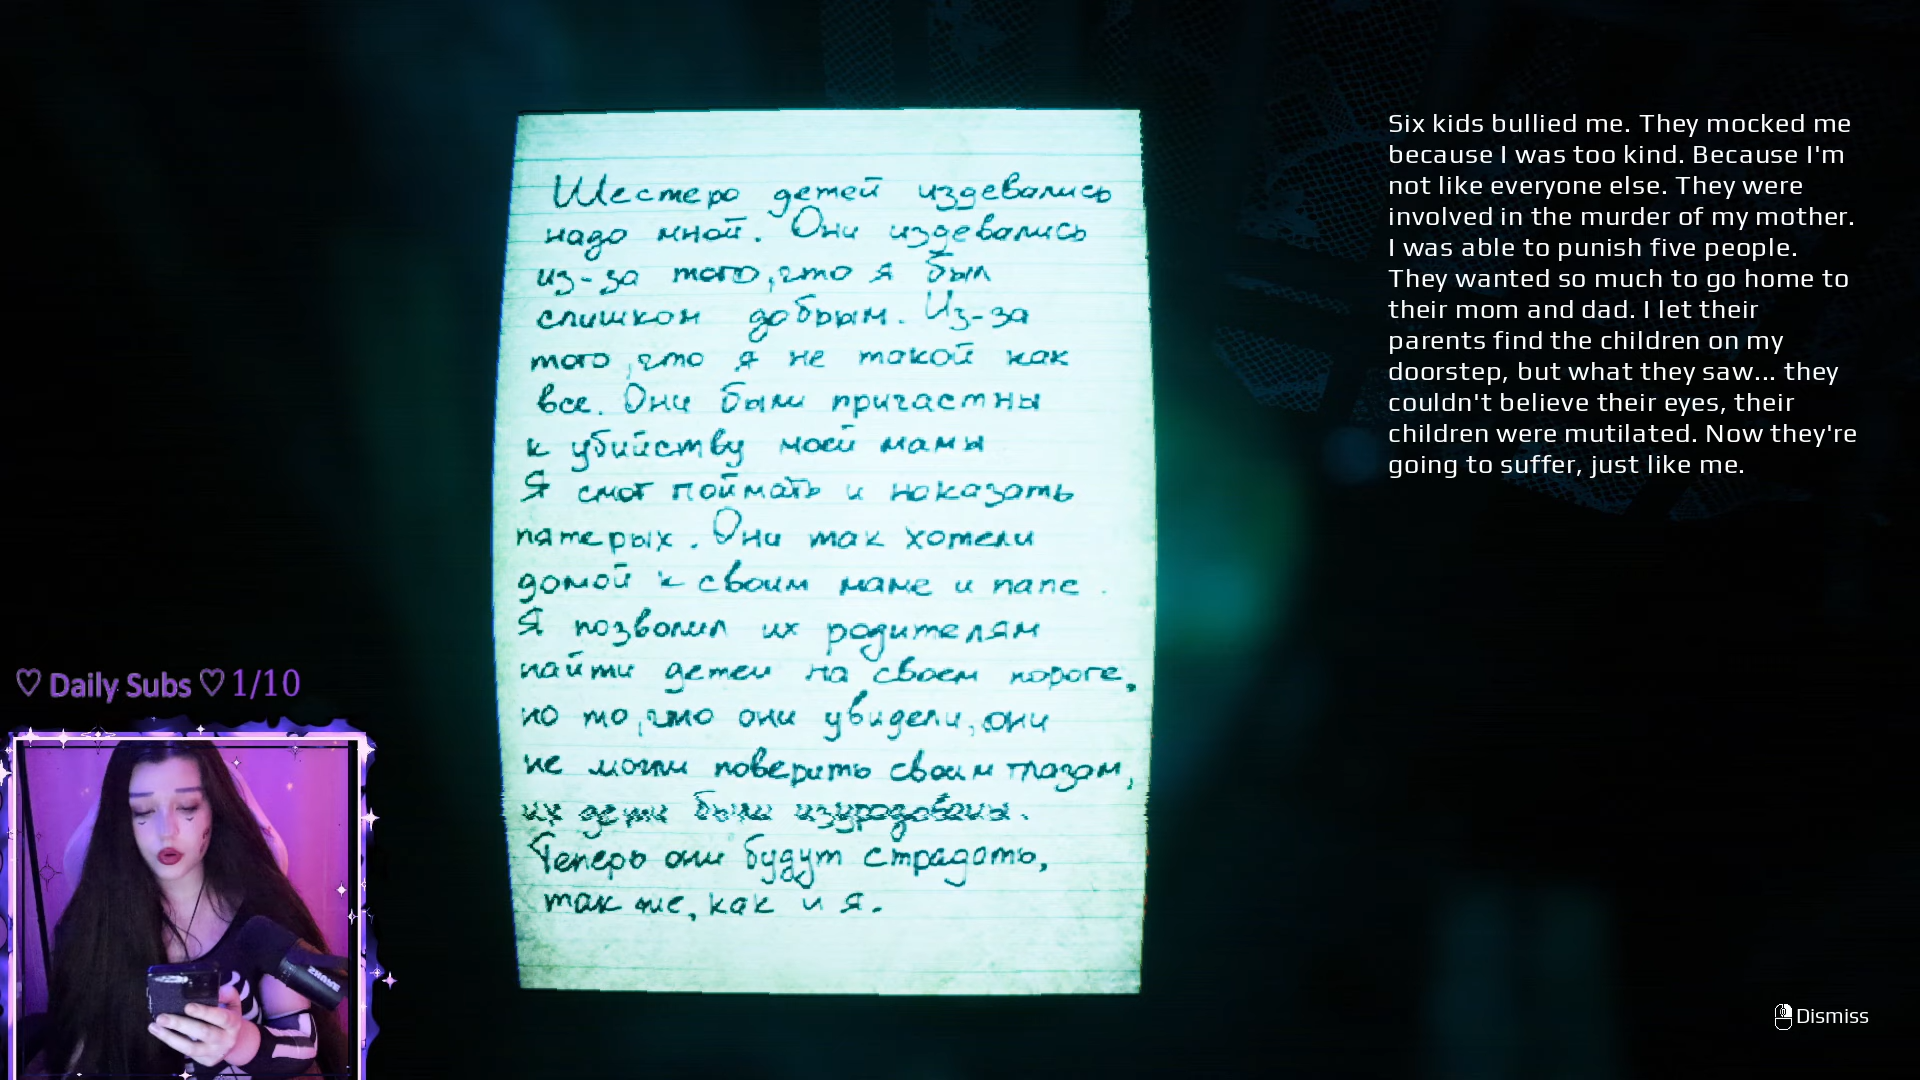 Шестеро детей издевались
надо мной. Они издевались
из-за того, что я был
слишком добрым. Из-за
того, что я не такой как
все. Они были причастны
к убийству моей мамы
Я смог поймать и наказать
пятерых. Они так хотели
домой к своим маме и папе.
Я позволил их родителям
найти детей на своем пороге,
но то, что они увидели, они
не могли поверить своим глазам,
их дети были изуродованы.
Теперь они будут страдать,
так же, как и я.
Six kids bullied me. They mocked me
because I was too kind. Because I'm
not like everyone else. They were
involved in the murder of my mother.
I was able to punish five people.
They wanted so much to go home to
their mom and dad. I let their
parents find the children on my
doorstep, but what they saw... they
couldn't believe their eyes, their
children were mutilated. Now they're
going to suffer, just like me.
♡ Daily Subs ♡ 1/10
SHURE
Dismiss